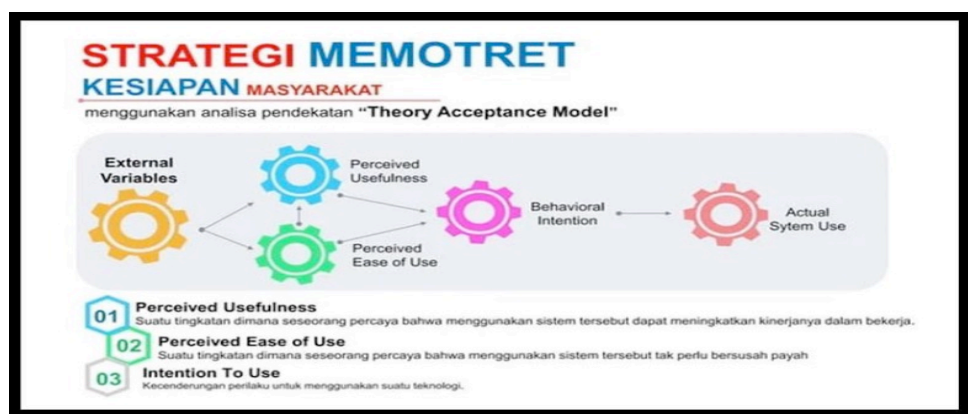 STRATEGI MEMOTRET
KESIAPAN MASYARAKAT
menggunakan analisa pendekatan “Theory Acceptance Model”
External
Variables
Perceived
Usefulness
Perceived
Ease of Use
Behavioral
Intention
Actual
Sytem Use
01 Perceived Usefulness
Suatu tingkatan dimana seseorang percaya bahwa menggunakan sistem tersebut dapat meningkatkan kinerjanya dalam bekerja.
02 Perceived Ease of Use
Suatu tingkatan dimana seseorang percaya bahwa menggunakan sistem tersebut tak perlu bersusah payah
03 Intention To Use
Kecenderungan perilaku untuk menggunakan suatu teknologi.